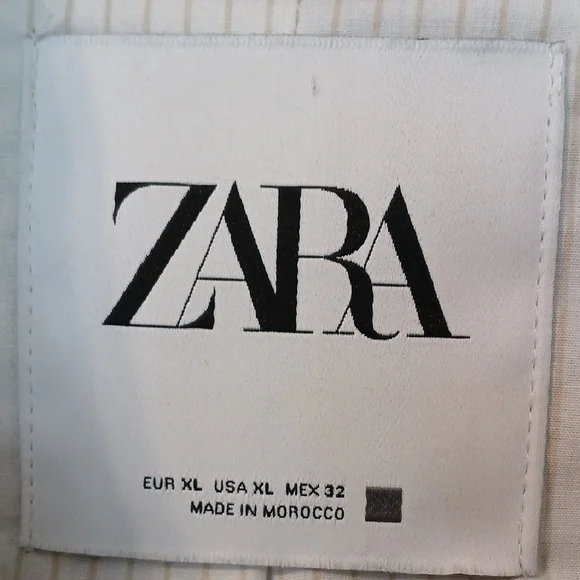 ZARA
EUR XL USA XL MEX 32
MADE IN MOROCCO